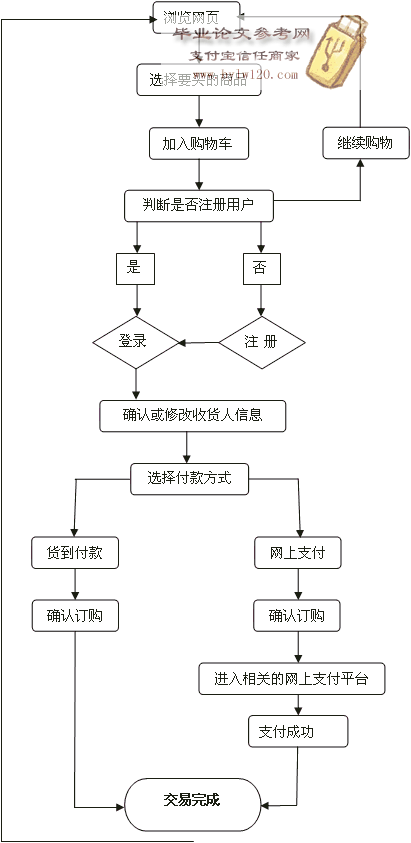 浏览网页
毕业论文参考网
支付宝信任商家
选择要买的商品
加入购物车
继续购物
判断是否注册用户
是
否
登录
注 册
确认或修改收货人信息
选择付款方式
货到付款
网上支付
确认订购
确认订购
进入相关的网上支付平台
支付成功
交易完成